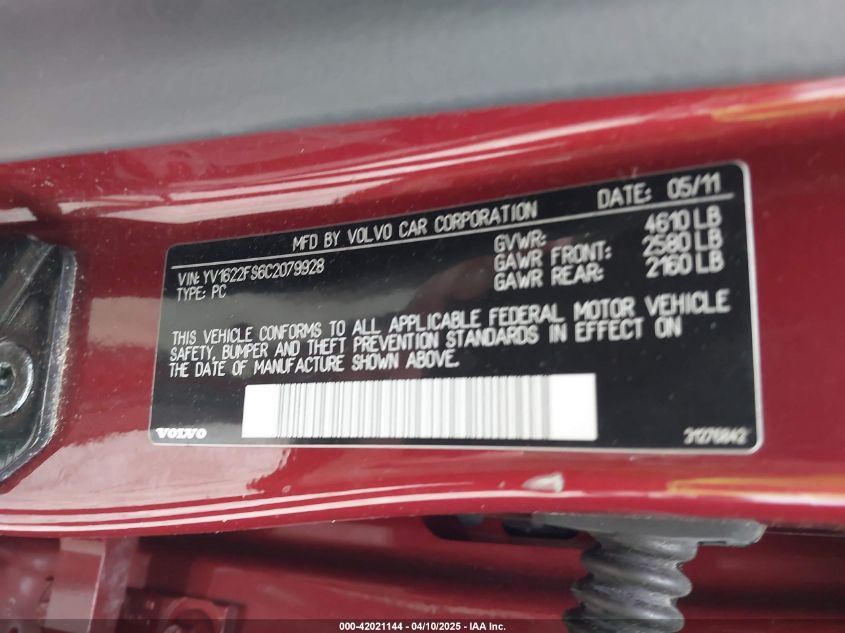 MFD BY VOLVO CAR CORPORATION DATE: 05/11
VIN: YV1622FS6C2079928
TYPE: PC
GVWR: 4610 LB
GAWR FRONT: 2580 LB
GAWR REAR: 2160 LB
THIS VEHICLE CONFORMS TO ALL APPLICABLE FEDERAL MOTOR VEHICLE
SAFETY, BUMPER AND THEFT PREVENTION STANDARDS IN EFFECT ON
THE DATE OF MANUFACTURE SHOWN ABOVE.
VOLVO
31276842
000-42021144 - 04/10/2025 - IAA Inc.